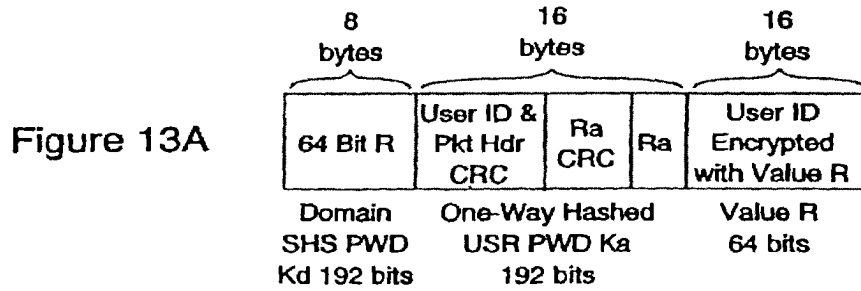 8 bytes
16 bytes
16 bytes
Figure 13A
64 Bit R
User ID &
Pkt Hdr
CRC
Ra
CRC
Ra
User ID
Encrypted
with Value R
Domain
SHS PWD
Kd 192 bits
One-Way Hashed
USR PWD Ka
192 bits
Value R
64 bits